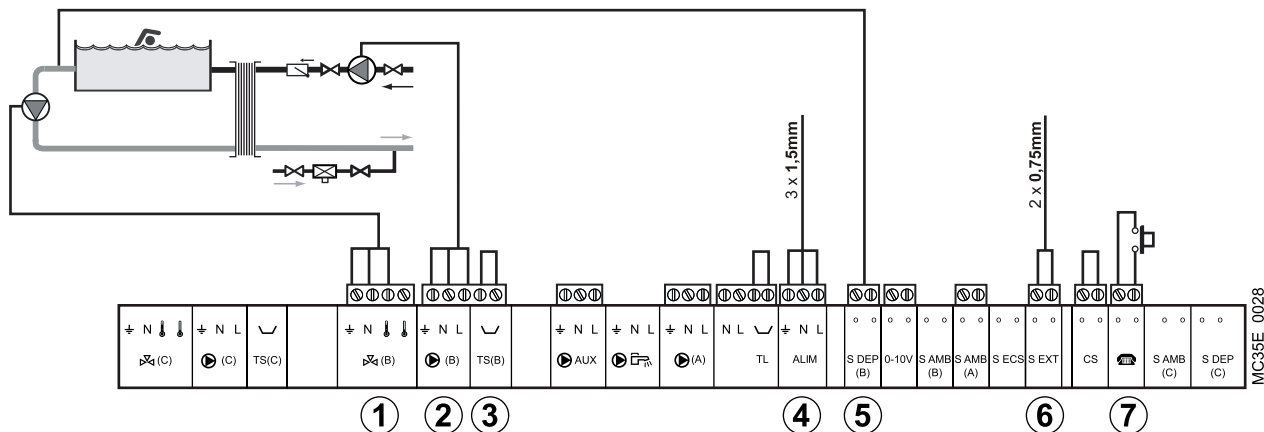 3 x 1,5mm
2 x 0,75mm
⏚ N
⏚ N L
⏚ N
⏚ N L
⏚ N L
⏚ N L
⏚ N L
N L
⏚ N L
(C)
(C)
TS(C)
(B)
(B)
TS(B)
AUX
(A)
TL
ALIM
S DEP
(B)
0-10V
S AMB
(B)
S AMB
(A)
S ECS
S EXT
CS
S AMB
(C)
S DEP
(C)
1
2
3
4
5
6
7
MC35E 0028